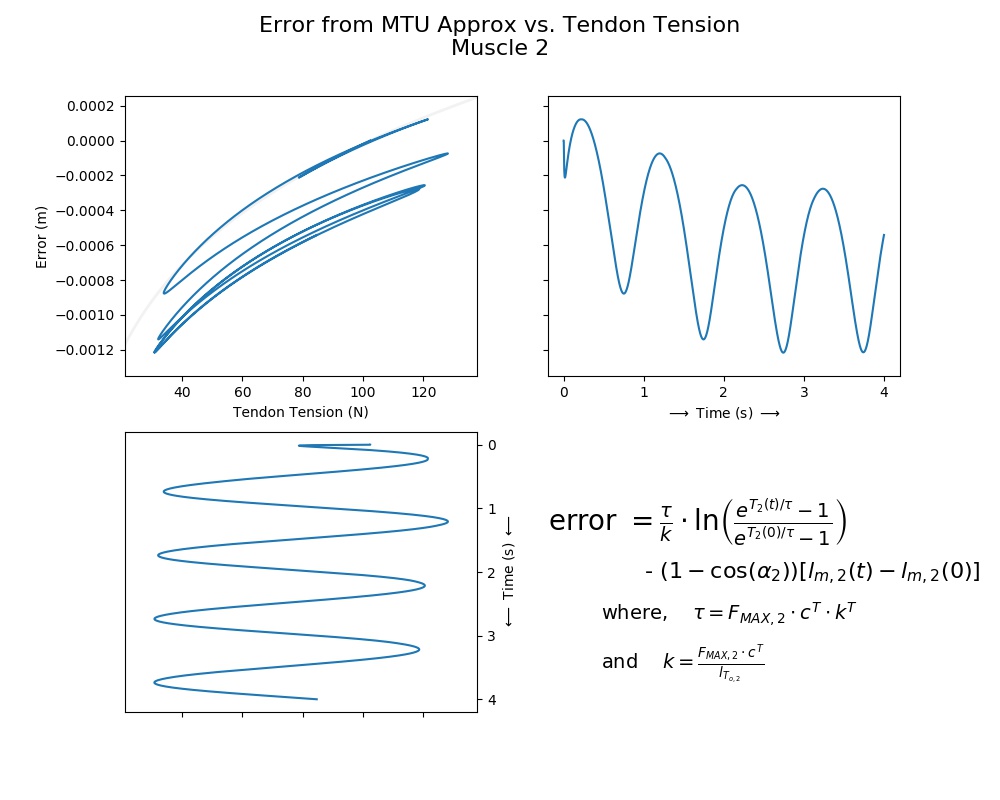 Error from MTU Approx vs. Tendon Tension
Muscle 2
0.0002
0.0000
−0.0002
−0.0004
−0.0006
−0.0008
−0.0010
−0.0012
Error (m)
40 60 80 100 120
Tendon Tension (N)
0 1 2 3 4
⟶ Time (s) ⟶
0
1
2
3
4
⟵ Time (s) ⟵
error = τ/k · ln((e^{T₂(t)/τ} − 1)/(e^{T₂(0)/τ} − 1))
- (1 − cos(α₂))[l_{m,2}(t) − l_{m,2}(0)]
where, τ = F_{MAX,2} · c^T · k^T
and k = (F_{MAX,2} · c^T)/l_{T_{o,2}}